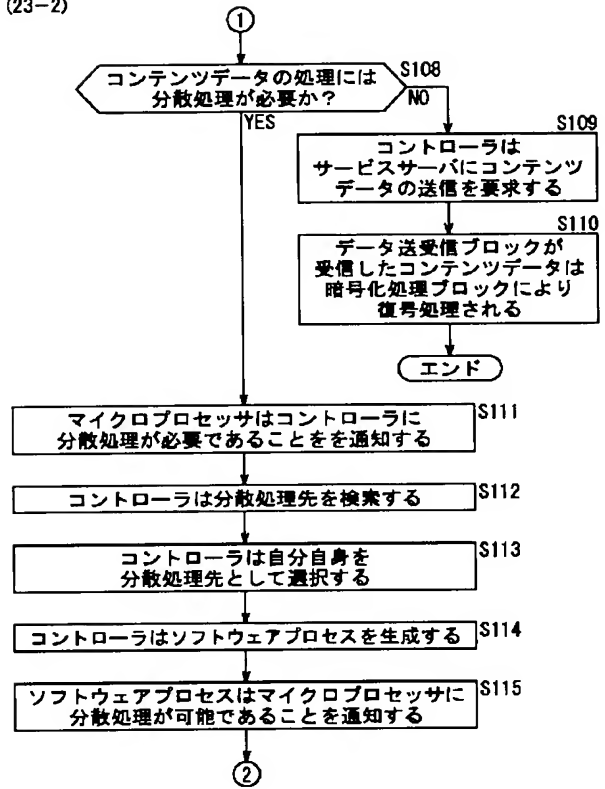 (23-2)
①
コンテンツデータの処理には
分散処理が必要か?
S108
NO
YES
S109
コントローラは
サービスサーバにコンテンツ
データの送信を要求する
S110
データ送受信ブロックが
受信したコンテンツデータは
暗号化処理ブロックにより
復号処理される
エンド
マイクロプロセッサはコントローラに
分散処理が必要であることをを通知する
S111
コントローラは分散処理先を検索する
S112
コントローラは自分自身を
分散処理先として選択する
S113
コントローラはソフトウェアプロセスを生成する
S114
ソフトウェアプロセスはマイクロプロセッサに
分散処理が可能であることを通知する
S115
②